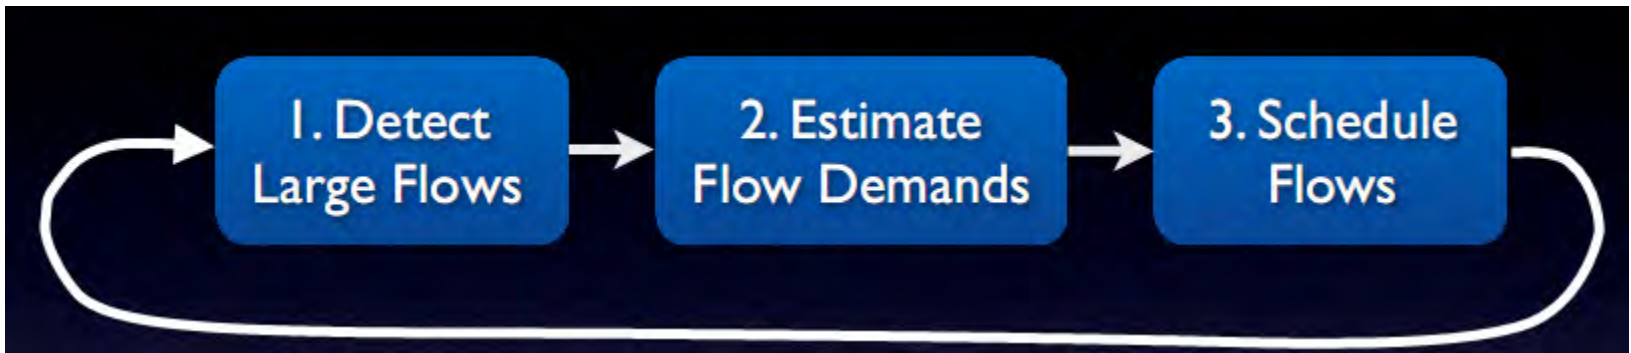 1. Detect
Large Flows
2. Estimate
Flow Demands
3. Schedule
Flows